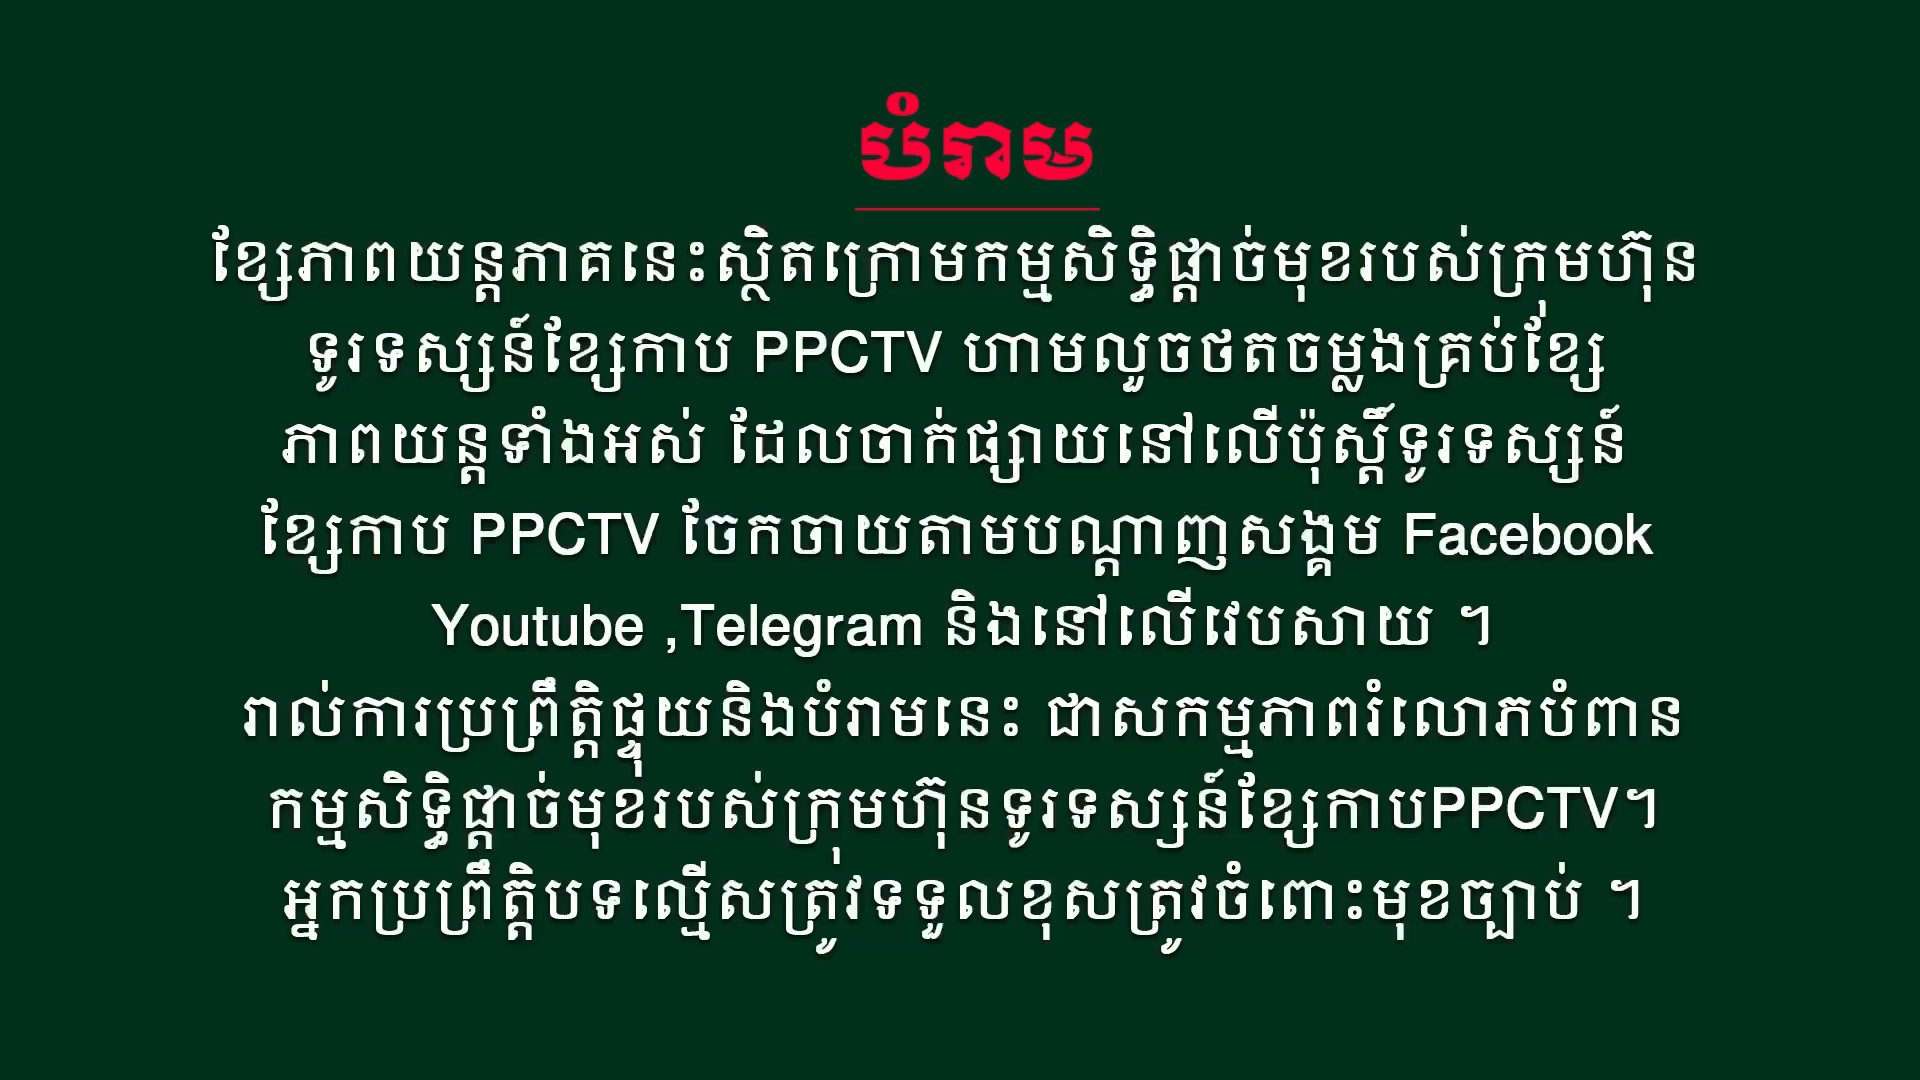 បំរាម
ខ្សែភាពយន្តភាគនេះស្ថិតក្រោមកម្មសិទ្ធិផ្តាច់មុខរបស់ក្រុមហ៊ុន
ទូរទស្សន៍ខ្សែកាប PPCTV ហាមលួចថតចម្លងគ្រប់ខ្សែ
ភាពយន្តទាំងអស់ ដែលចាក់ផ្សាយនៅលើប៉ុស្តិ៍ទូរទស្សន៍
ខ្សែកាប PPCTV ចែកចាយតាមបណ្តាញសង្គម Facebook
Youtube ,Telegram និងនៅលើវេបសាយ ។
រាល់ការប្រព្រឹត្តិផ្ទុយនិងបំរាមនេះ ជាសកម្មភាពរំលោភបំពាន
កម្មសិទ្ធិផ្តាច់មុខរបស់ក្រុមហ៊ុនទូរទស្សន៍ខ្សែកាបPPCTV។
អ្នកប្រព្រឹត្តិបទល្មើសត្រូវទទួលខុសត្រូវចំពោះមុខច្បាប់ ។